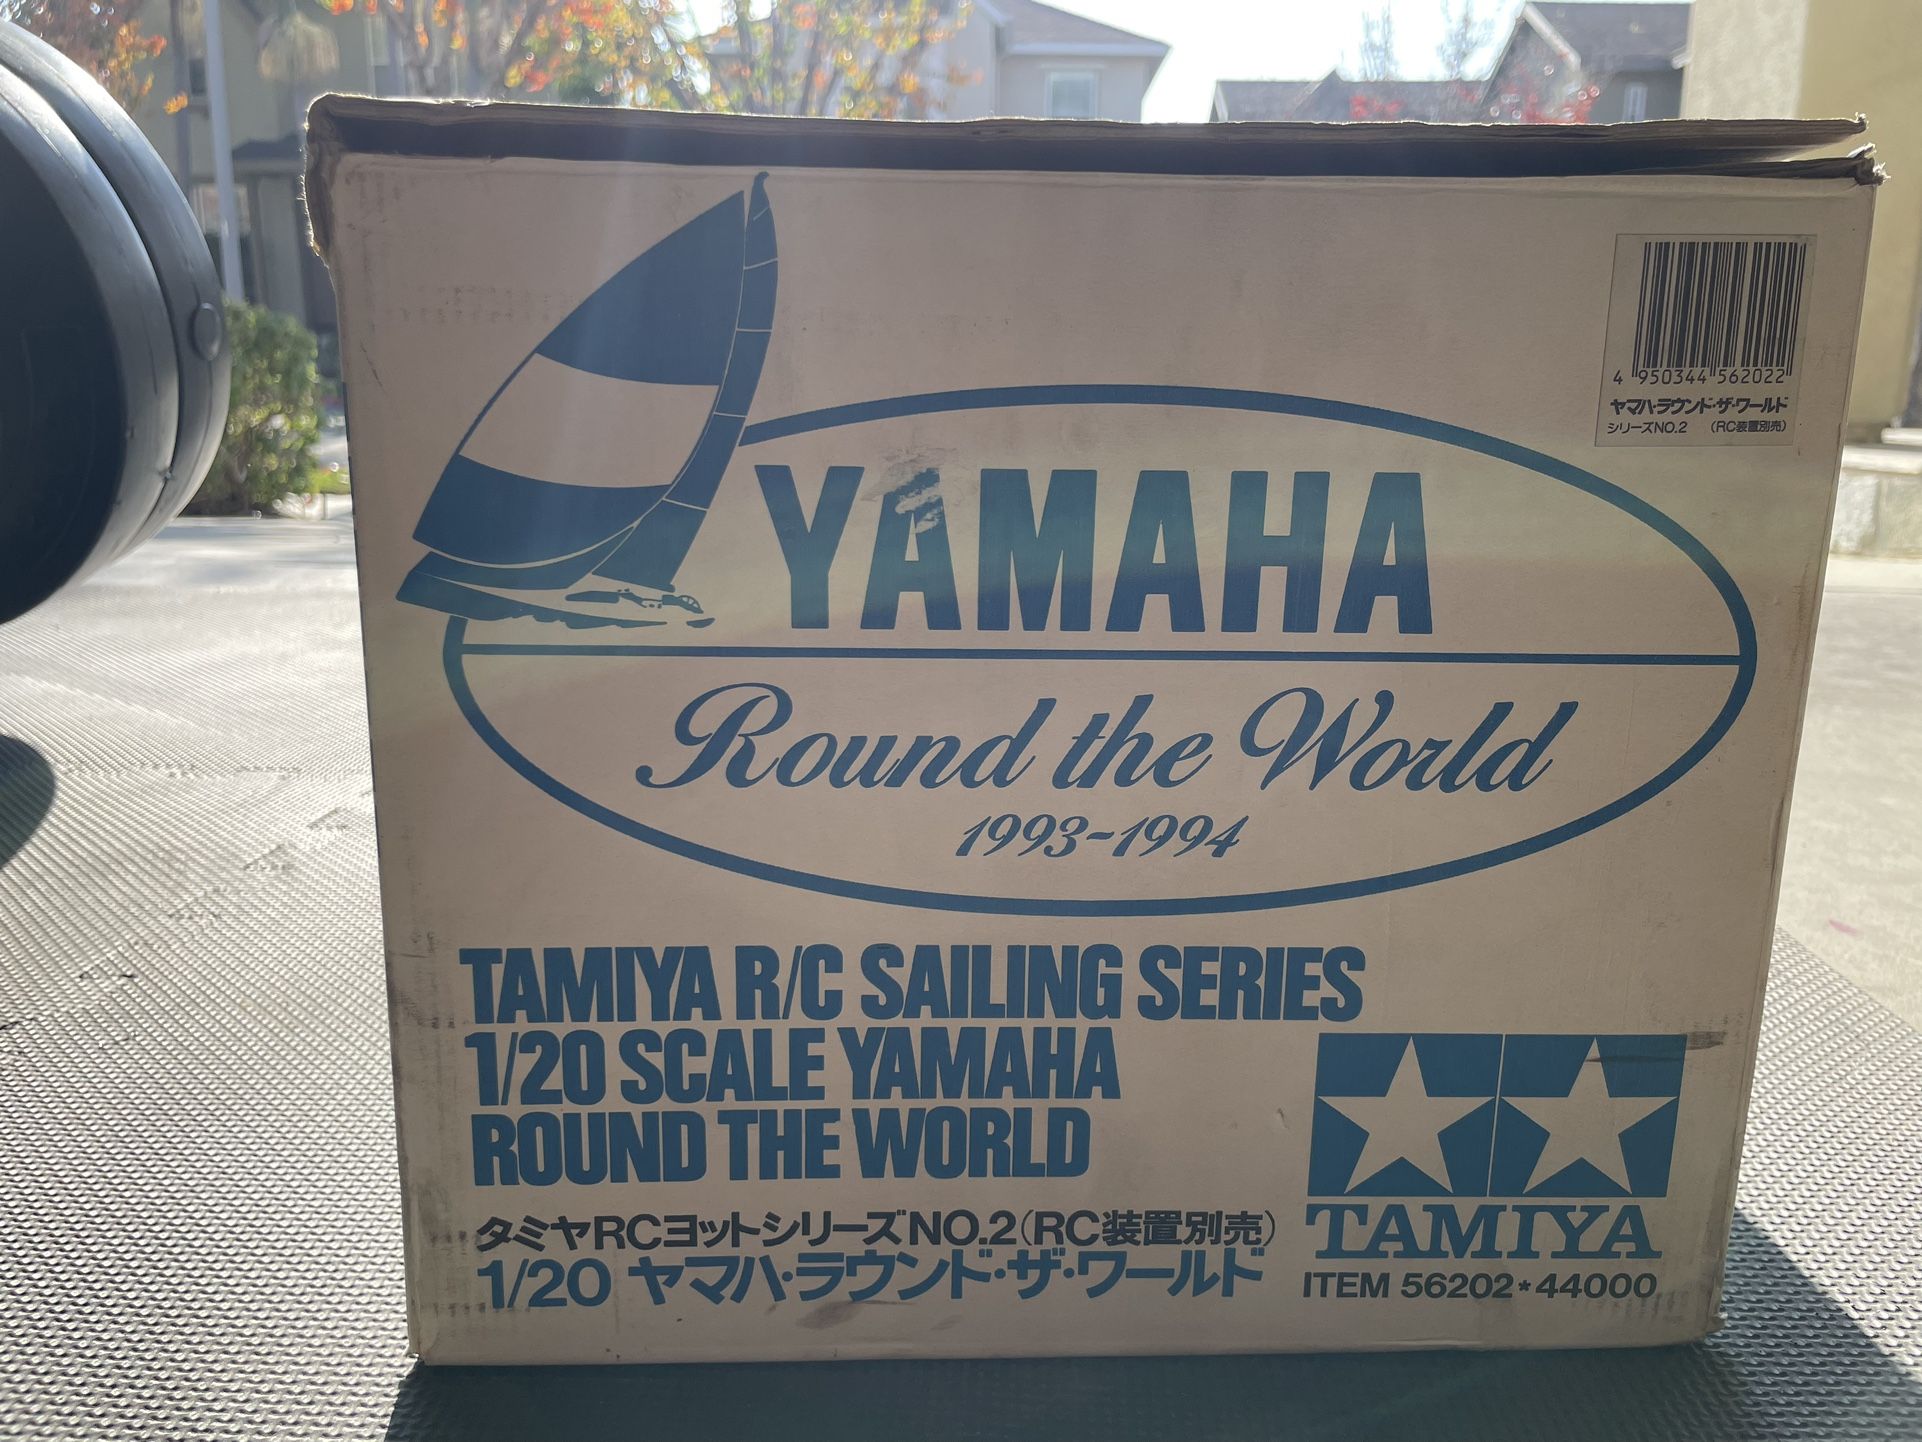 4 950344 562022
ヤマハ・ラウンド・ザ・ワールド
シリーズNO.2 (RC装置別売)
YAMAHA
Round the World
1993~1994
TAMIYA R/C SAILING SERIES
1/20 SCALE YAMAHA
ROUND THE WORLD
タミヤRCヨットシリーズNO.2(RC装置別売)
1/20 ヤマハ・ラウンド・ザ・ワールド
TAMIYA
ITEM 56202*44000